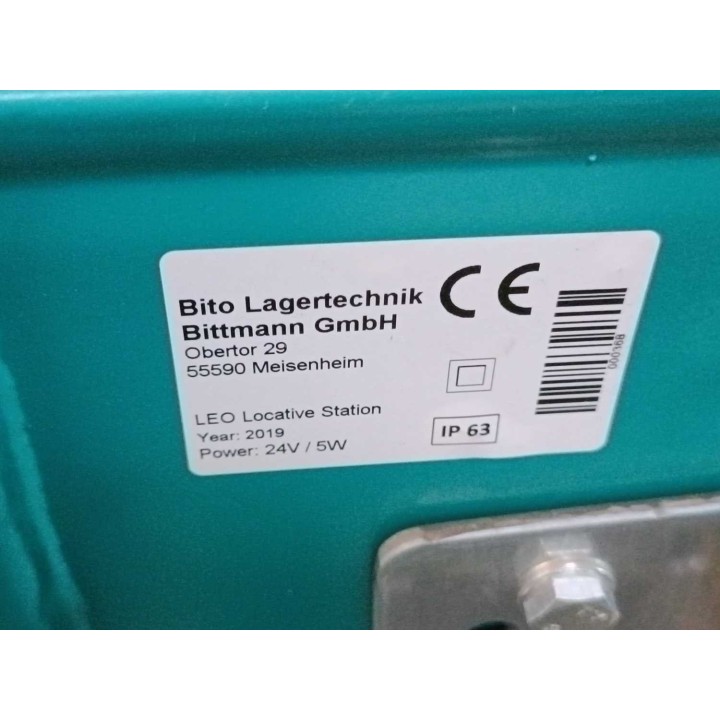 Bito Lagertechnik
Bittmann GmbH
Obertor 29
55590 Meisenheim
CE
LEO Locative Station
Year: 2019
Power: 24V / 5W
IP 63
000368